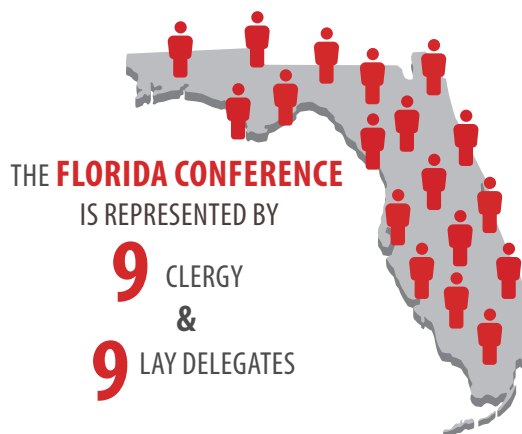 THE FLORIDA CONFERENCE
IS REPRESENTED BY
9 CLERGY
&
9 LAY DELEGATES